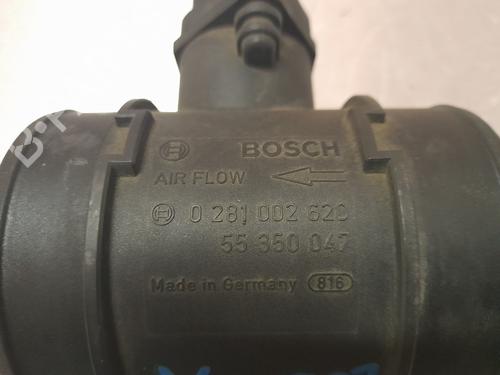 BOSCH
AIR FLOW
0 281 002 620
55 350 047
Made in Germany 816